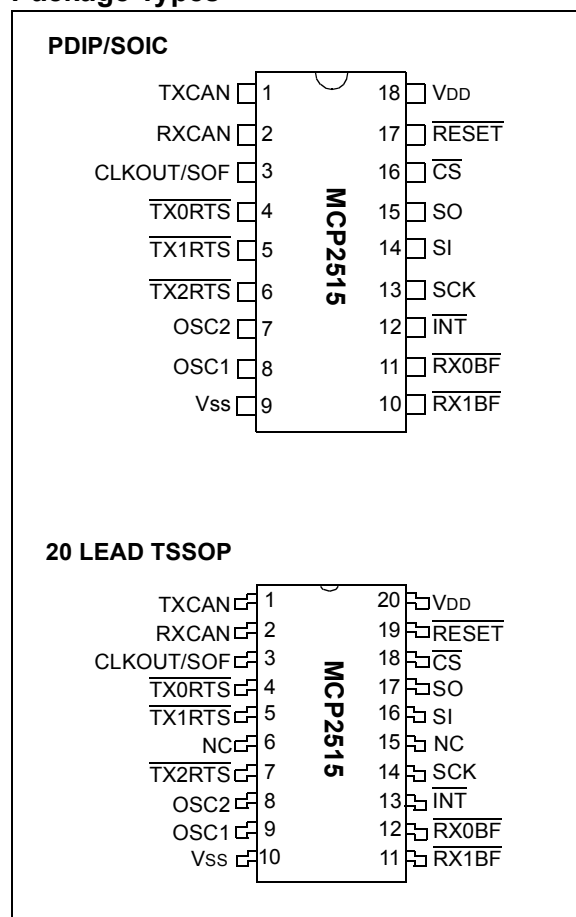 PDIP/SOIC
TXCAN 1 18 VDD
RXCAN 2 17 RESET
CLKOUT/SOF 3 16 CS
TX0RTS 4 15 SO
TX1RTS 5 14 SI
TX2RTS 6 13 SCK
OSC2 7 12 INT
OSC1 8 11 RX0BF
Vss 9 10 RX1BF
MCP2515
20 LEAD TSSOP
TXCAN 1 20 VDD
RXCAN 2 19 RESET
CLKOUT/SOF 3 18 CS
TX0RTS 4 17 SO
TX1RTS 5 16 SI
NC 6 15 NC
TX2RTS 7 14 SCK
OSC2 8 13 INT
OSC1 9 12 RX0BF
Vss 10 11 RX1BF
MCP2515